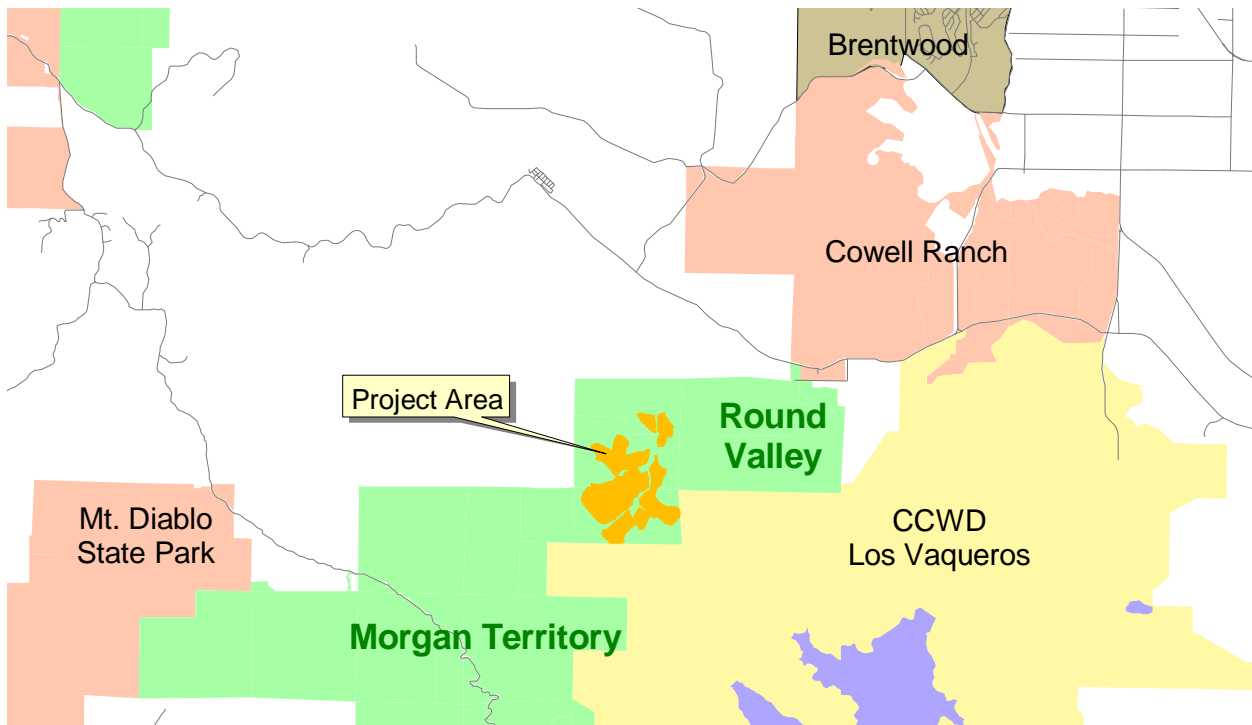 Brentwood
Cowell Ranch
Project Area
Round
Valley
Mt. Diablo
State Park
CCWD
Los Vaqueros
Morgan Territory